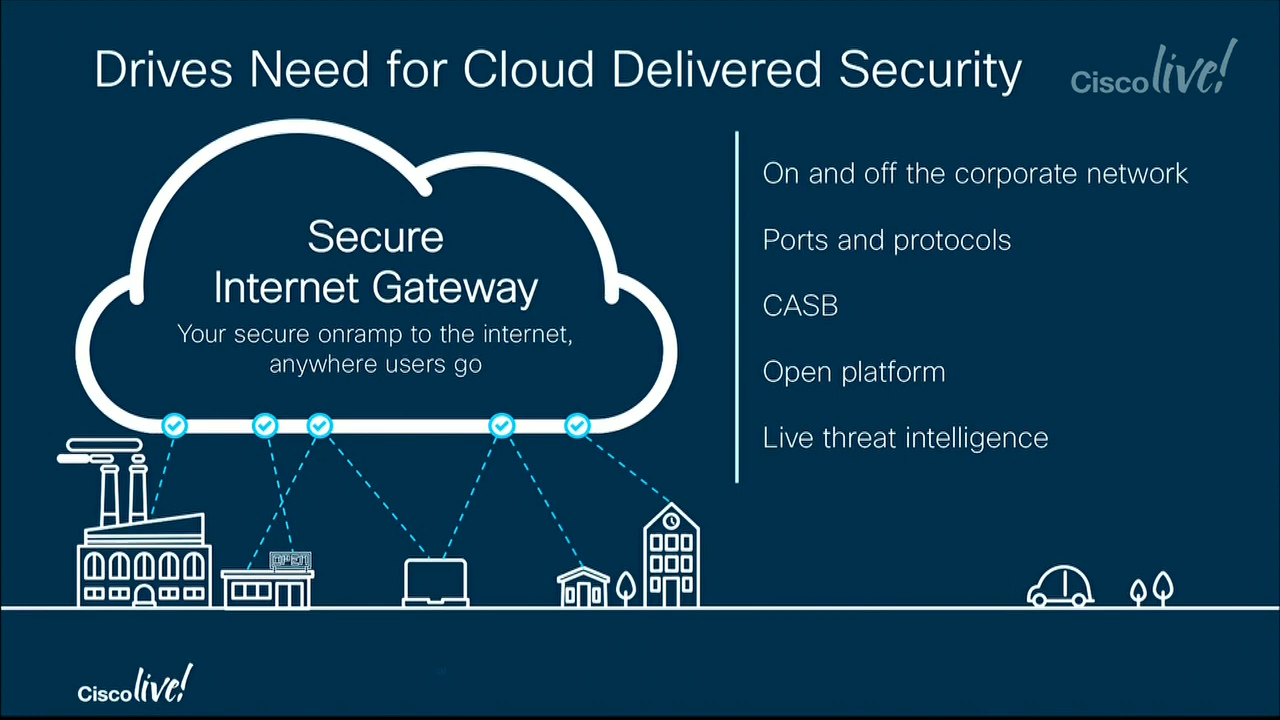 Drives Need for Cloud Delivered Security
Cisco live!
Secure
Internet Gateway
Your secure onramp to the internet,
anywhere users go
On and off the corporate network
Ports and protocols
CASB
Open platform
Live threat intelligence
OPEN
Cisco live!